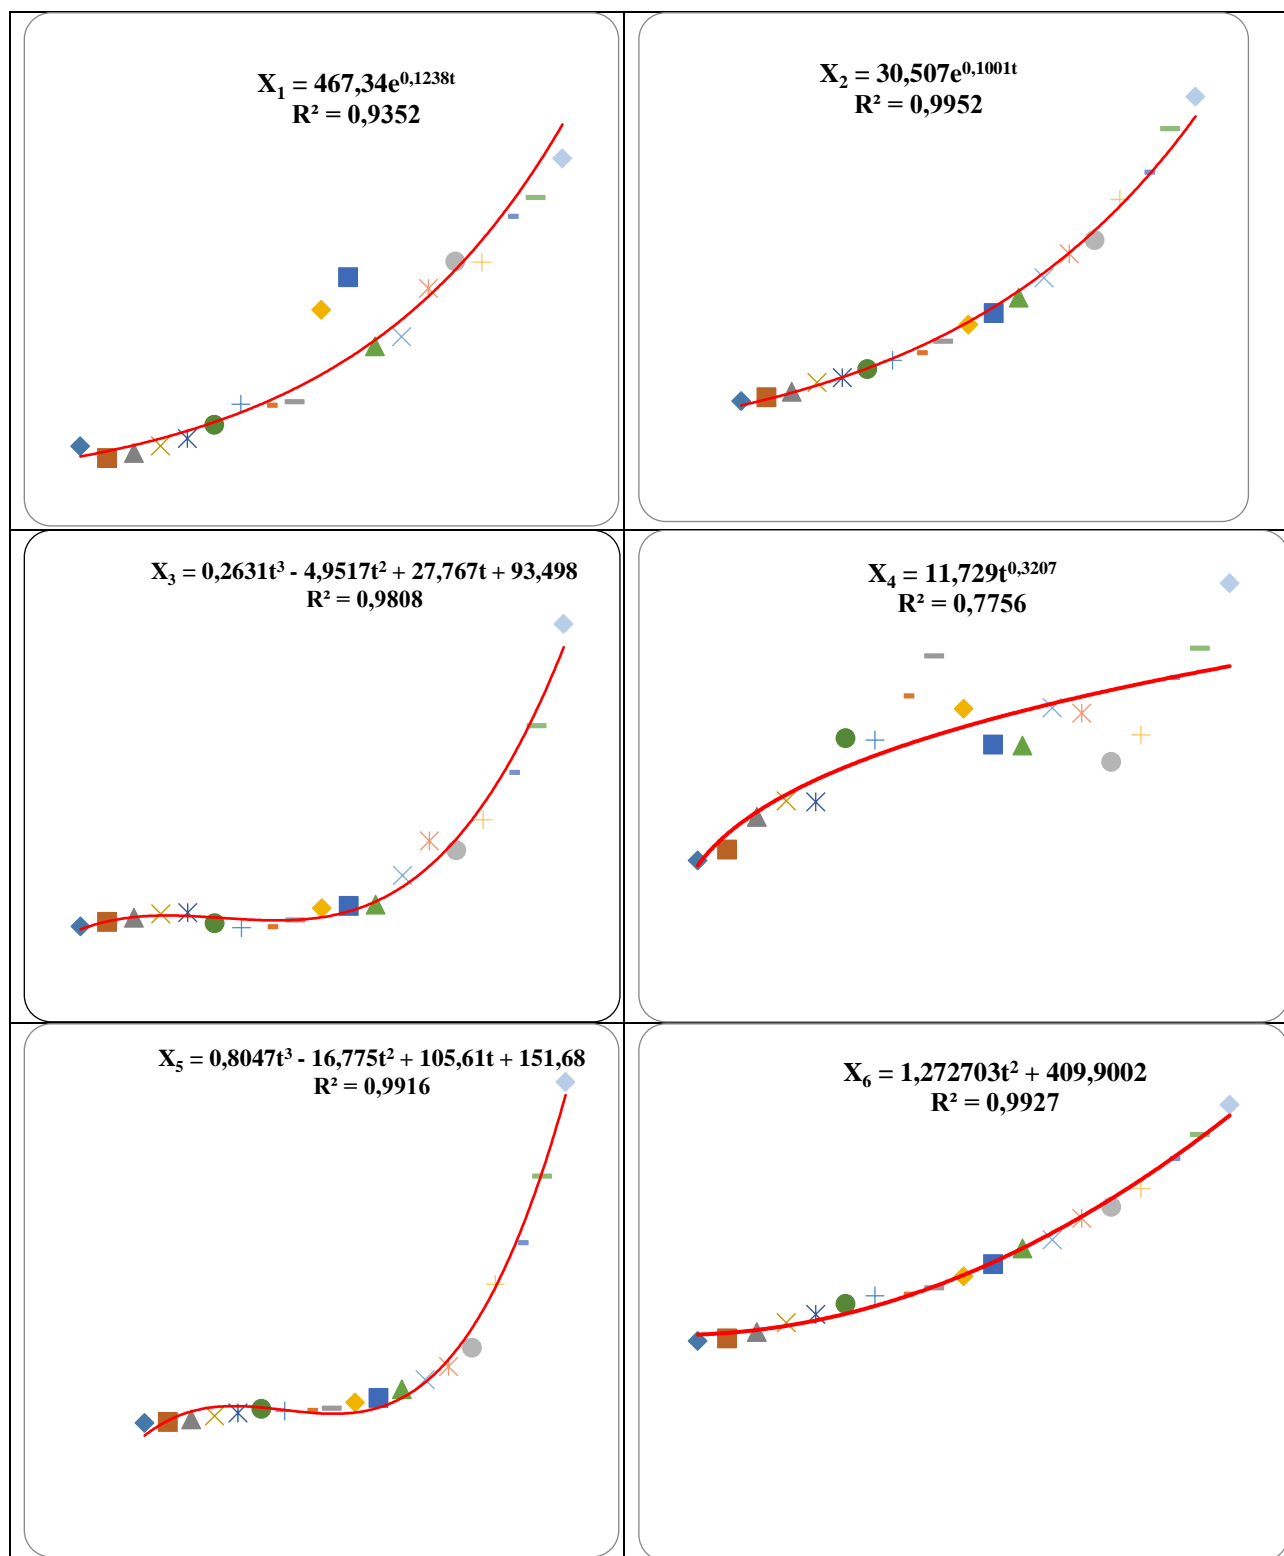 X₁ = 467,34e^0,1238t
R² = 0,9352
X₂ = 30,507e^0,1001t
R² = 0,9952
X₃ = 0,2631t³ - 4,9517t² + 27,767t + 93,498
R² = 0,9808
X₄ = 11,729t^0,3207
R² = 0,7756
X₅ = 0,8047t³ - 16,775t² + 105,61t + 151,68
R² = 0,9916
X₆ = 1,272703t² + 409,9002
R² = 0,9927